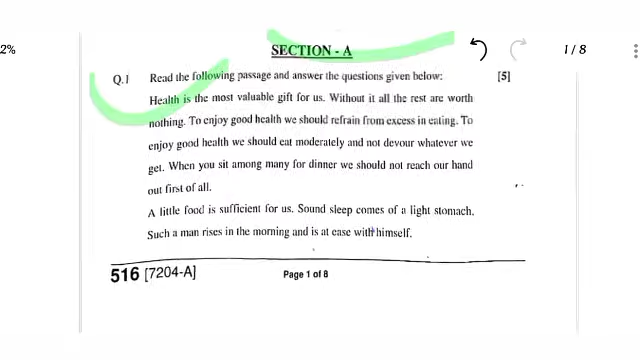 2%
SECTION - A
1 / 8
Q.1 Read the following passage and answer the questions given below: [5]
Health is the most valuable gift for us. Without it all the rest are worth
nothing. To enjoy good health we should refrain from excess in eating. To
enjoy good health we should eat moderately and not devour whatever we
get. When you sit among many for dinner we should not reach our hand
out first of all.
A little food is sufficient for us. Sound sleep comes of a light stomach.
Such a man rises in the morning and is at ease with himself.
516 [7204-A] Page 1 of 8